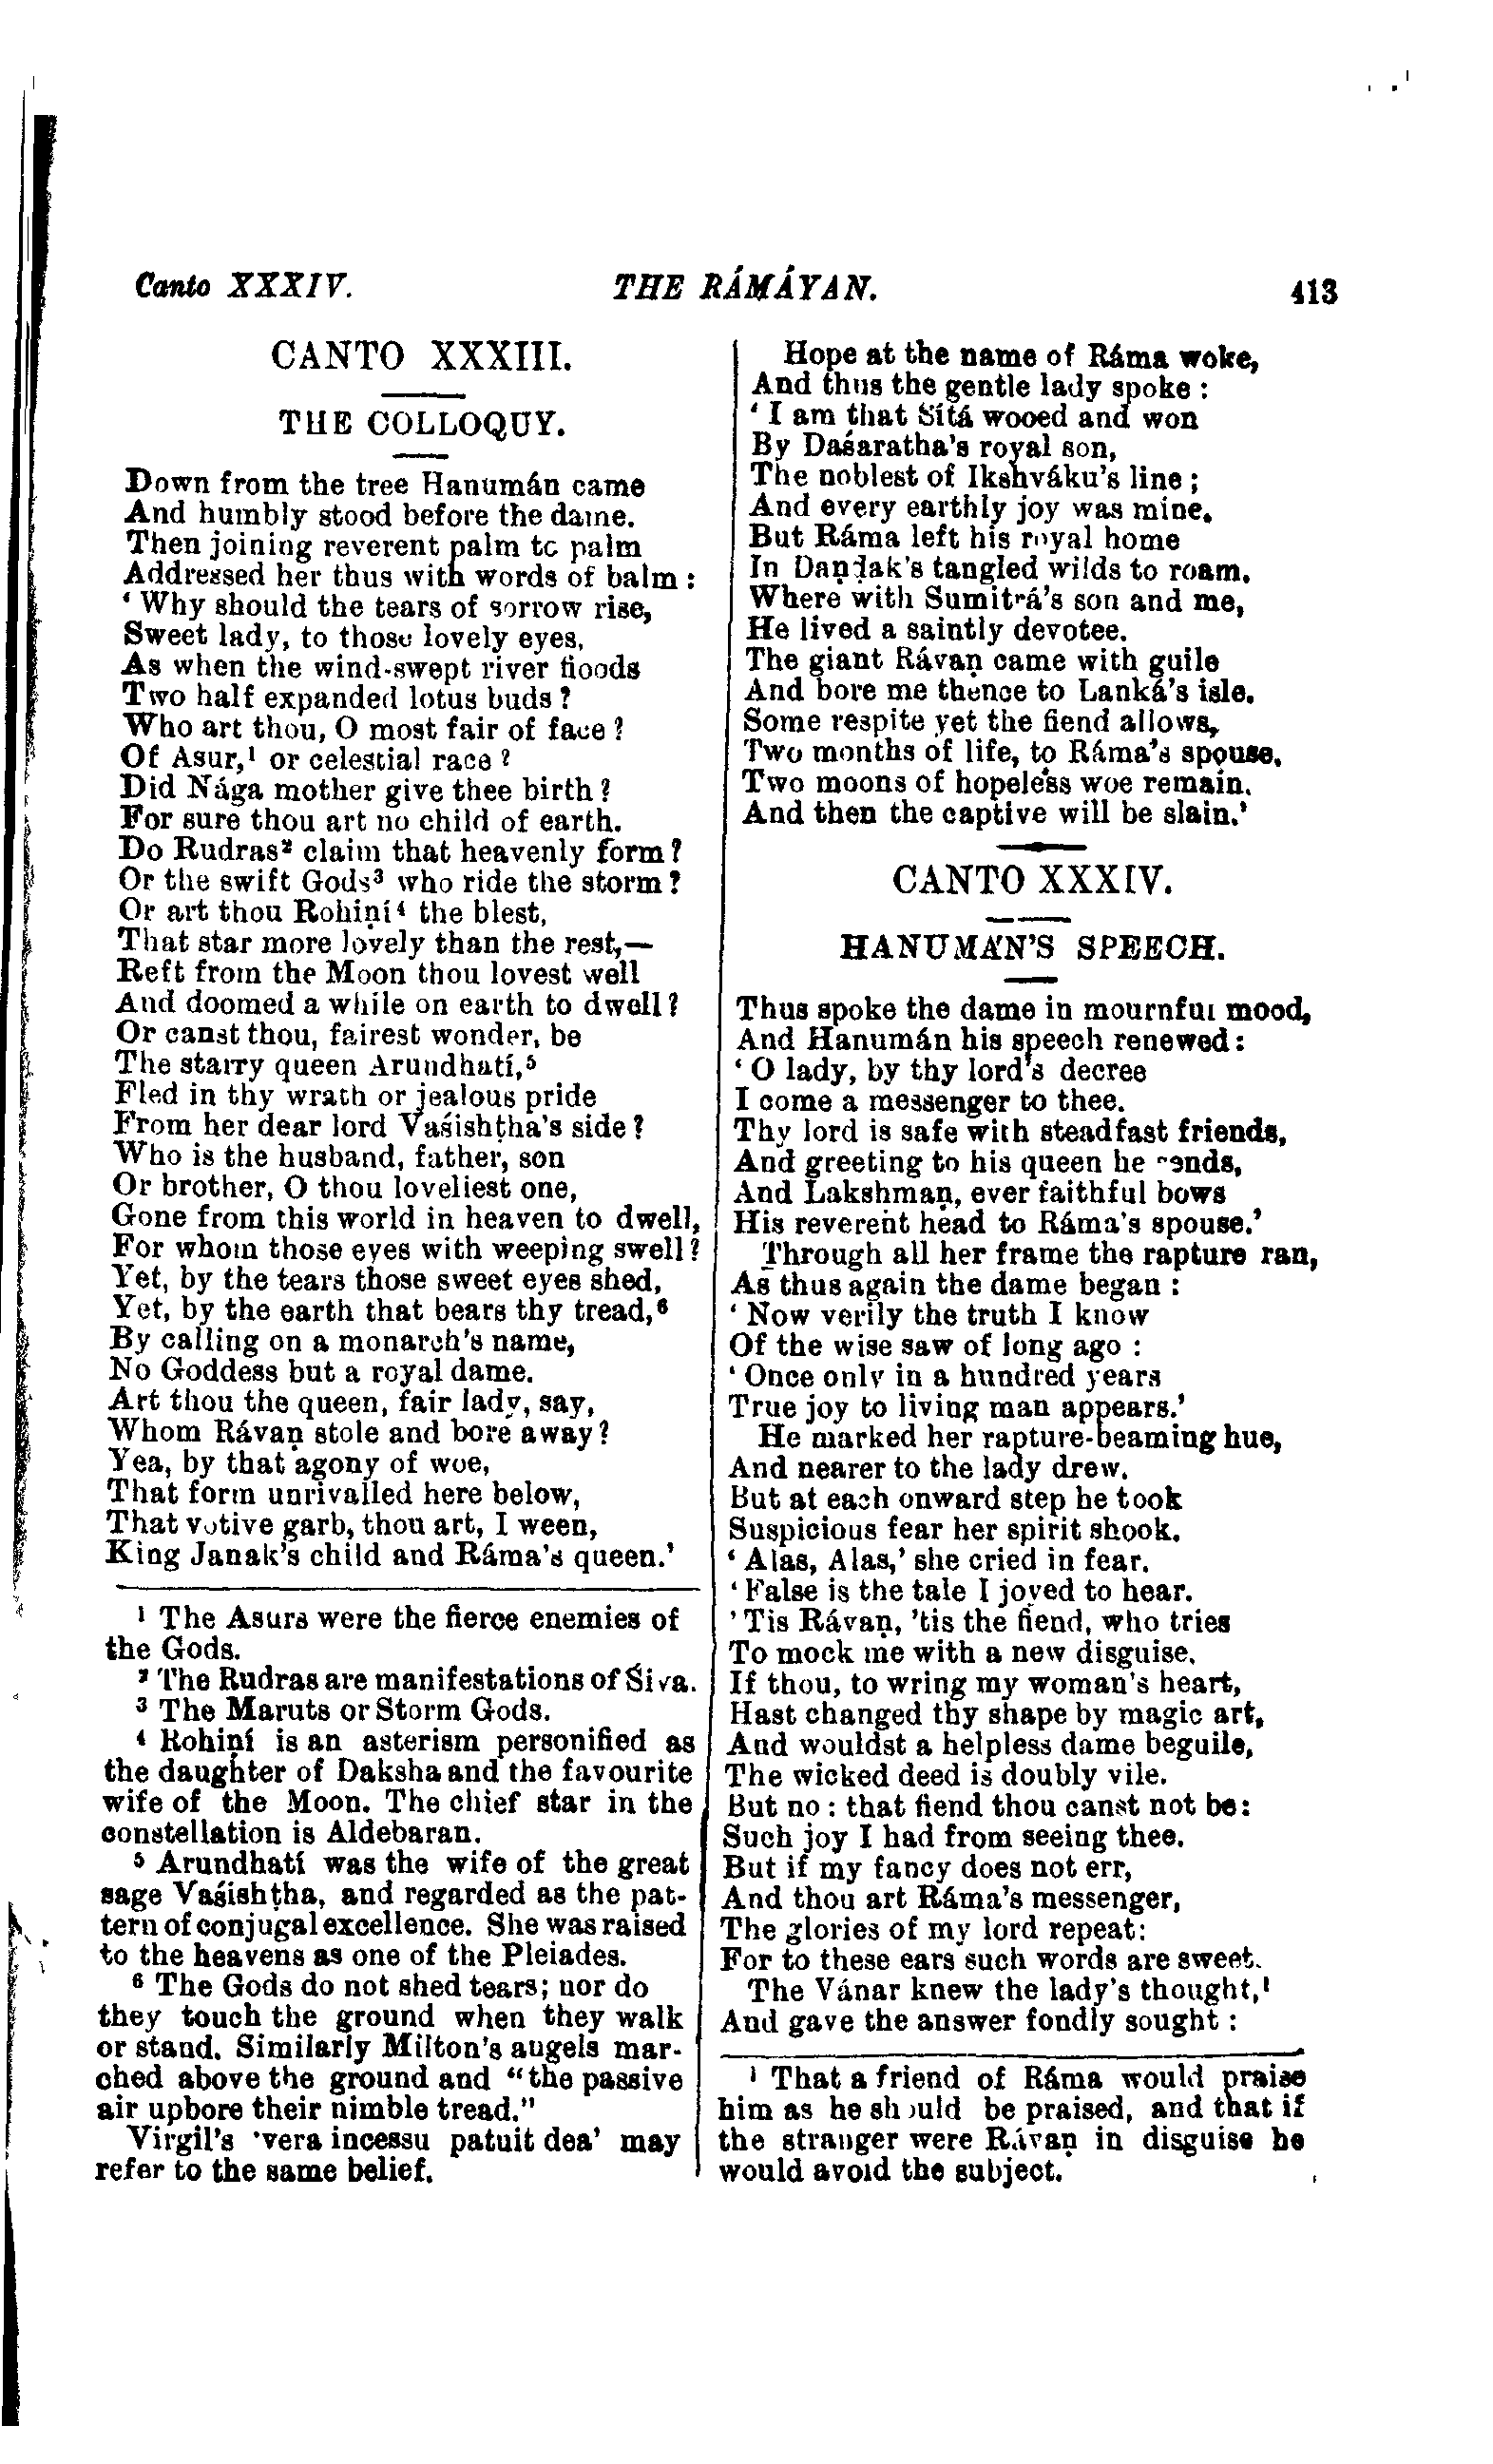 Canto XXXIV. THE RÁMÁYAN. 413
CANTO XXXIII.
THE COLLOQUY.
Down from the tree Hanumán came
And humbly stood before the dame.
Then joining reverent palm to palm
Addressed her thus with words of balm:
‘Why should the tears of sorrow rise,
Sweet lady, to those lovely eyes,
As when the wind-swept river floods
Two half expanded lotus buds?
Who art thou, O most fair of face?
Of Asur,¹ or celestial race?
Did Nága mother give thee birth?
For sure thou art no child of earth.
Do Rudras² claim that heavenly form?
Or the swift Gods³ who ride the storm?
Or art thou Rohiṇí⁴ the blest,
That star more lovely than the rest,—
Reft from the Moon thou lovest well
And doomed a while on earth to dwell?
Or canst thou, fairest wonder, be
The starry queen Arundhatí,⁵
Fled in thy wrath or jealous pride
From her dear lord Vaśishṭha's side?
Who is the husband, father, son
Or brother, O thou loveliest one,
Gone from this world in heaven to dwell,
For whom those eyes with weeping swell?
Yet, by the tears those sweet eyes shed,
Yet, by the earth that bears thy tread,⁶
By calling on a monarch's name,
No Goddess but a royal dame.
Art thou the queen, fair lady, say,
Whom Rávaṇ stole and bore away?
Yea, by that agony of woe,
That form unrivalled here below,
That votive garb, thou art, I ween,
King Janak's child and Ráma's queen.’
¹ The Asurs were the fierce enemies of
the Gods.
² The Rudras are manifestations of Śiva.
³ The Maruts or Storm Gods.
⁴ Rohiṇí is an asterism personified as
the daughter of Daksha and the favourite
wife of the Moon. The chief star in the
constellation is Aldebaran.
⁵ Arundhatí was the wife of the great
sage Vaśishṭha, and regarded as the pat-
tern of conjugal excellence. She was raised
to the heavens as one of the Pleiades.
⁶ The Gods do not shed tears; nor do
they touch the ground when they walk
or stand. Similarly Milton's angels mar-
ched above the ground and “the passive
air upbore their nimble tread.”
Virgil's ‘vera incessu patuit dea’ may
refer to the same belief.
Hope at the name of Ráma woke,
And thus the gentle lady spoke:
‘I am that Sítá wooed and won
By Daśaratha's royal son,
The noblest of Ikshváku's line;
And every earthly joy was mine.
But Ráma left his royal home
In Daṇḍak's tangled wilds to roam.
Where with Sumitrá's son and me,
He lived a saintly devotee.
The giant Rávaṇ came with guile
And bore me thence to Lanká's isle.
Some respite yet the fiend allows,
Two months of life, to Ráma's spouse.
Two moons of hopeless woe remain.
And then the captive will be slain.’
CANTO XXXIV.
HANUMÁN'S SPEECH.
Thus spoke the dame in mournful mood,
And Hanumán his speech renewed:
‘O lady, by thy lord's decree
I come a messenger to thee.
Thy lord is safe with steadfast friends,
And greeting to his queen he sends,
And Lakshmaṇ, ever faithful bows
His reverent head to Ráma's spouse.’
Through all her frame the rapture ran,
As thus again the dame began:
‘Now verily the truth I know
Of the wise saw of long ago:
‘Once only in a hundred years
True joy to living man appears.’
He marked her rapture-beaming hue,
And nearer to the lady drew.
But at each onward step he took
Suspicious fear her spirit shook.
‘Alas, Alas,’ she cried in fear.
‘False is the tale I joyed to hear.
’Tis Rávaṇ, ’tis the fiend, who tries
To mock me with a new disguise.
If thou, to wring my woman's heart,
Hast changed thy shape by magic art,
And wouldst a helpless dame beguile,
The wicked deed is doubly vile.
But no: that fiend thou canst not be:
Such joy I had from seeing thee.
But if my fancy does not err,
And thou art Ráma's messenger,
The glories of my lord repeat:
For to these ears such words are sweet.
The Vánar knew the lady's thought,¹
And gave the answer fondly sought:
¹ That a friend of Ráma would praise
him as he should be praised, and that if
the stranger were Rávaṇ in disguise he
would avoid the subject.